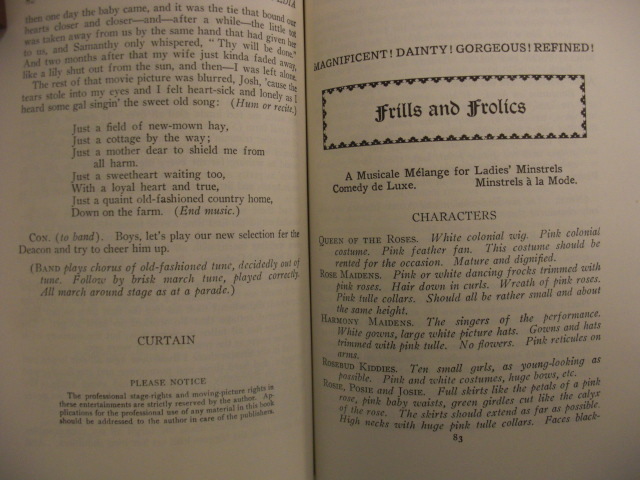 then one day the baby came, and it was the tie that bound our
hearts closer and closer—and—after a while—the little tot
was taken away from us by the same hand that had given her
to us, and Samanthy only whispered, "Thy will be done."
And two months after that my wife just kinda faded away,
like a lily shut out from the sun, and then—I was left alone.
The rest of that movie picture was blurred, Josh, 'cause the
tears stole into my eyes and I felt heart-sick and lonely as I
heard some gal singin' the sweet old song: (Hum or recite.)
Just a field of new-mown hay,
Just a cottage by the way;
Just a mother dear to shield me from
all harm.
Just a sweetheart waiting too,
With a loyal heart and true,
Just a quaint old-fashioned country home,
Down on the farm. (End music.)
CON. (to band). Boys, let's play our new selection fer the
Deacon and try to cheer him up.
(BAND plays chorus of old-fashioned tune, decidedly out of
tune. Follow by brisk march tune, played correctly.
All march around stage as at a parade.)
CURTAIN
PLEASE NOTICE
The professional stage-rights and moving-picture rights in
these entertainments are strictly reserved by the author. Ap-
plications for the professional use of any material in this book
should be addressed to the author in care of the publishers.
MAGNIFICENT! DAINTY! GORGEOUS! REFINED!
Frills and Frolics
A Musicale Mélange for Ladies' Minstrels
Comedy de Luxe. Minstrels à la Mode.
CHARACTERS
QUEEN OF THE ROSES. White colonial wig. Pink colonial
costume. Pink feather fan. This costume should be
rented for the occasion. Mature and dignified.
ROSE MAIDENS. Pink or white dancing frocks trimmed with
pink roses. Hair down in curls. Wreath of pink roses.
Pink tulle collars. Should all be rather small and about
the same height.
HARMONY MAIDENS. The singers of the performance.
White gowns, large white picture hats. Gowns and hats
trimmed with pink tulle. No flowers. Pink reticules on
arms.
ROSEBUD KIDDIES. Ten small girls, as young-looking as
possible. Pink and white costumes, huge bows, etc.
ROSIE, POSIE AND JOSIE. Full skirts like the petals of a pink
rose, pink baby waists, green girdles cut like the calyx
of the rose. The skirts should extend as far as possible.
High necks with huge pink tulle collars. Faces black-
83